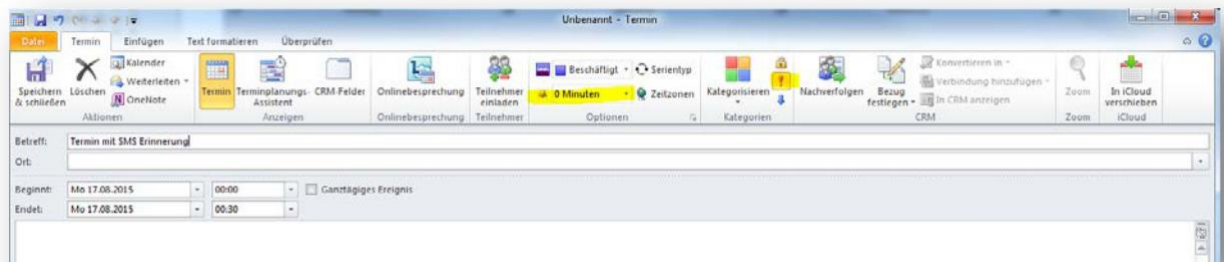 Unbenannt - Termin
Datei Termin Einfügen Text formatieren Überprüfen
Speichern & schließen
Löschen
Kalender
Weiterleiten
OneNote
Aktionen
Termin
Terminplanungs-Assistent
CRM-Felder
Anzeigen
Onlinebesprechung
Onlinebesprechung
Teilnehmer einladen
Teilnehmer
Beschäftigt
Serientyp
0 Minuten
Zeitzonen
Optionen
Kategorisieren
Kategorien
Nachverfolgen
Bezug festlegen
Konvertieren in
Verbindung hinzufügen
In CRM anzeigen
CRM
Zoom
Zoom
In iCloud verschieben
iCloud
Betreff: Termin mit SMS Erinnerung
Ort:
Beginnt: Mo 17.08.2015 00:00 Ganztägiges Ereignis
Endet: Mo 17.08.2015 00:30